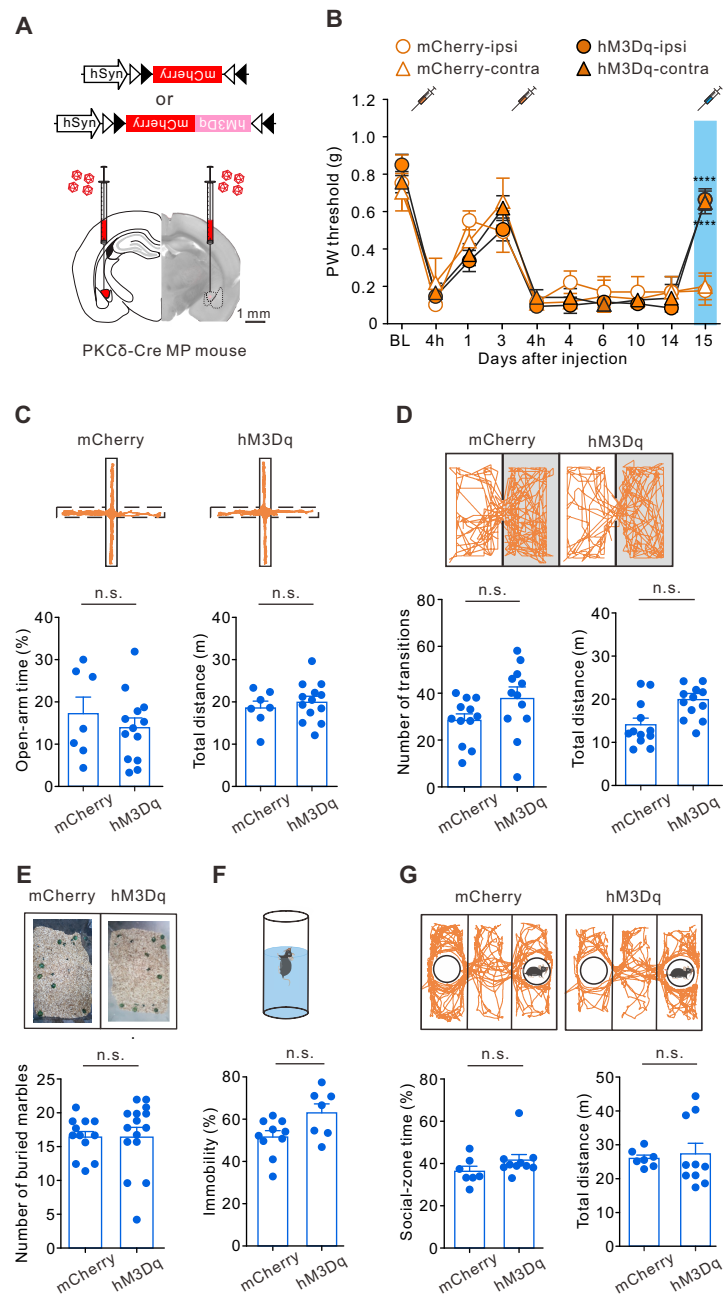 A
hSyn
mCherry
or
hSyn
mCherry
hM3Dq
1 mm
PKCδ-Cre MP mouse
B
mCherry-ipsi
hM3Dq-ipsi
mCherry-contra
hM3Dq-contra
PW threshold (g)
1.2
1.0
0.8
0.6
0.4
0.2
0
****
****
BL
4h
1
3
4h
4
6
10
14
15
Days after injection
C
mCherry
hM3Dq
n.s.
Open-arm time (%)
40
30
20
10
0
mCherry
hM3Dq
n.s.
Total distance (m)
40
30
20
10
0
mCherry
hM3Dq
D
mCherry
hM3Dq
n.s.
Number of transitions
80
60
40
20
0
mCherry
hM3Dq
n.s.
Total distance (m)
40
30
20
10
0
mCherry
hM3Dq
E
mCherry
hM3Dq
n.s.
Number of buried marbles
25
20
15
10
5
0
mCherry
hM3Dq
F
n.s.
Immobility (%)
80
60
40
20
0
mCherry
hM3Dq
G
mCherry
hM3Dq
n.s.
Social-zone time (%)
80
60
40
20
0
mCherry
hM3Dq
n.s.
Total distance (m)
50
40
30
20
10
0
mCherry
hM3Dq